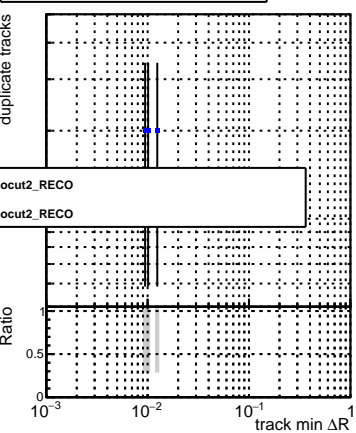 duplicate tracks
ocut2_RECO
ocut2_RECO
Ratio
1
0.5
0
10⁻³ 10⁻² 10⁻¹ 1
track min ΔR